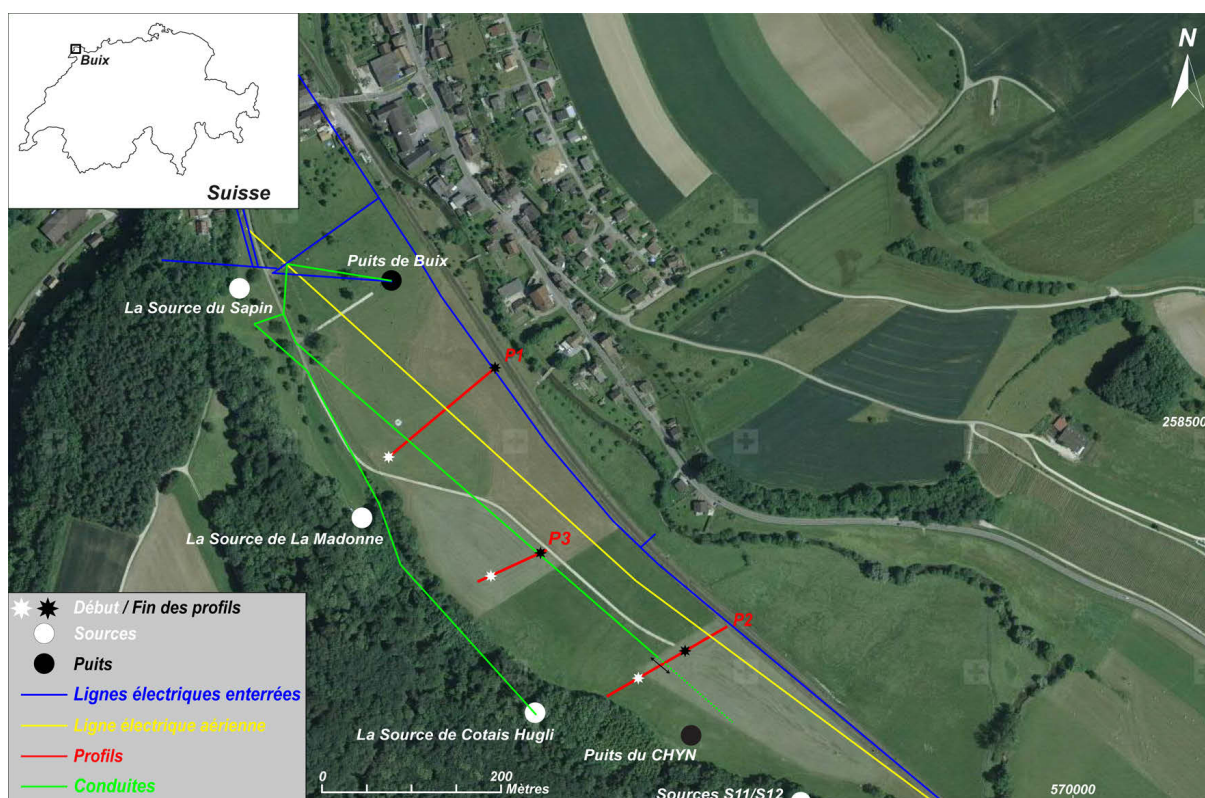 Buix
Suisse
N
Puits de Buix
La Source du Sapin
P1
258500
La Source de La Madonne
P3
P2
Début / Fin des profils
Sources
Puits
Lignes électriques enterrées
Ligne électrique aérienne
Profils
Conduites
La Source de Cotais Hugli
Puits du CHYN
0 200
Mètres
Sources S11/S12
570000